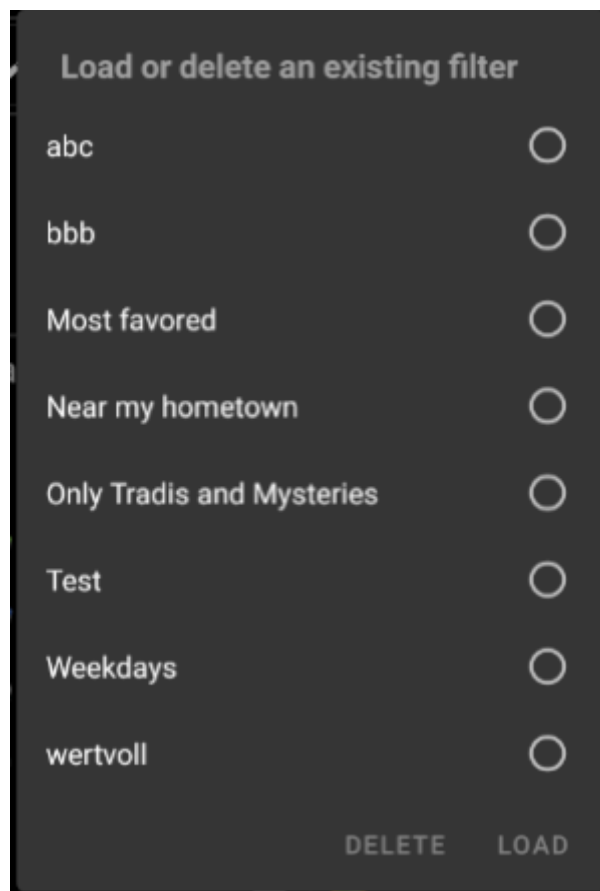 Load or delete an existing filter
abc
bbb
Most favored
Near my hometown
Only Tradis and Mysteries
Test
Weekdays
wertvoll
DELETE LOAD